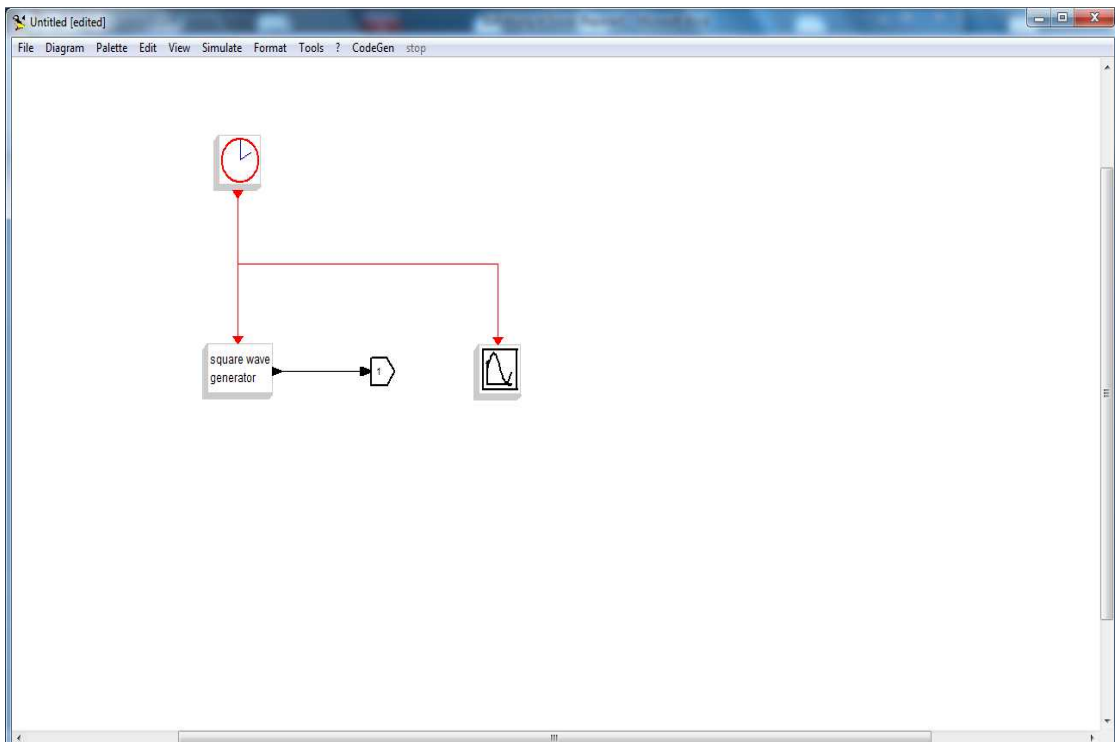 Untitled [edited]
File Diagram Palette Edit View Simulate Format Tools ? CodeGen stop
square wave
generator
1